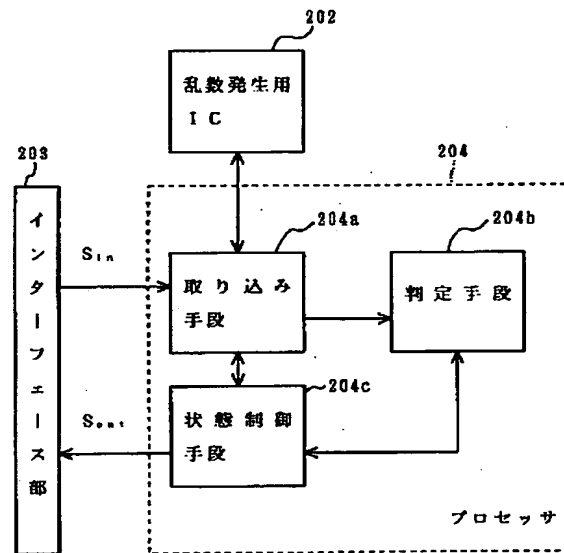 202
乱数発生用
IC
203
204
インターフェース部
Sin
204a
取り込み
手段
204b
判定手段
204c
Sout
状態制御
手段
プロセッサ